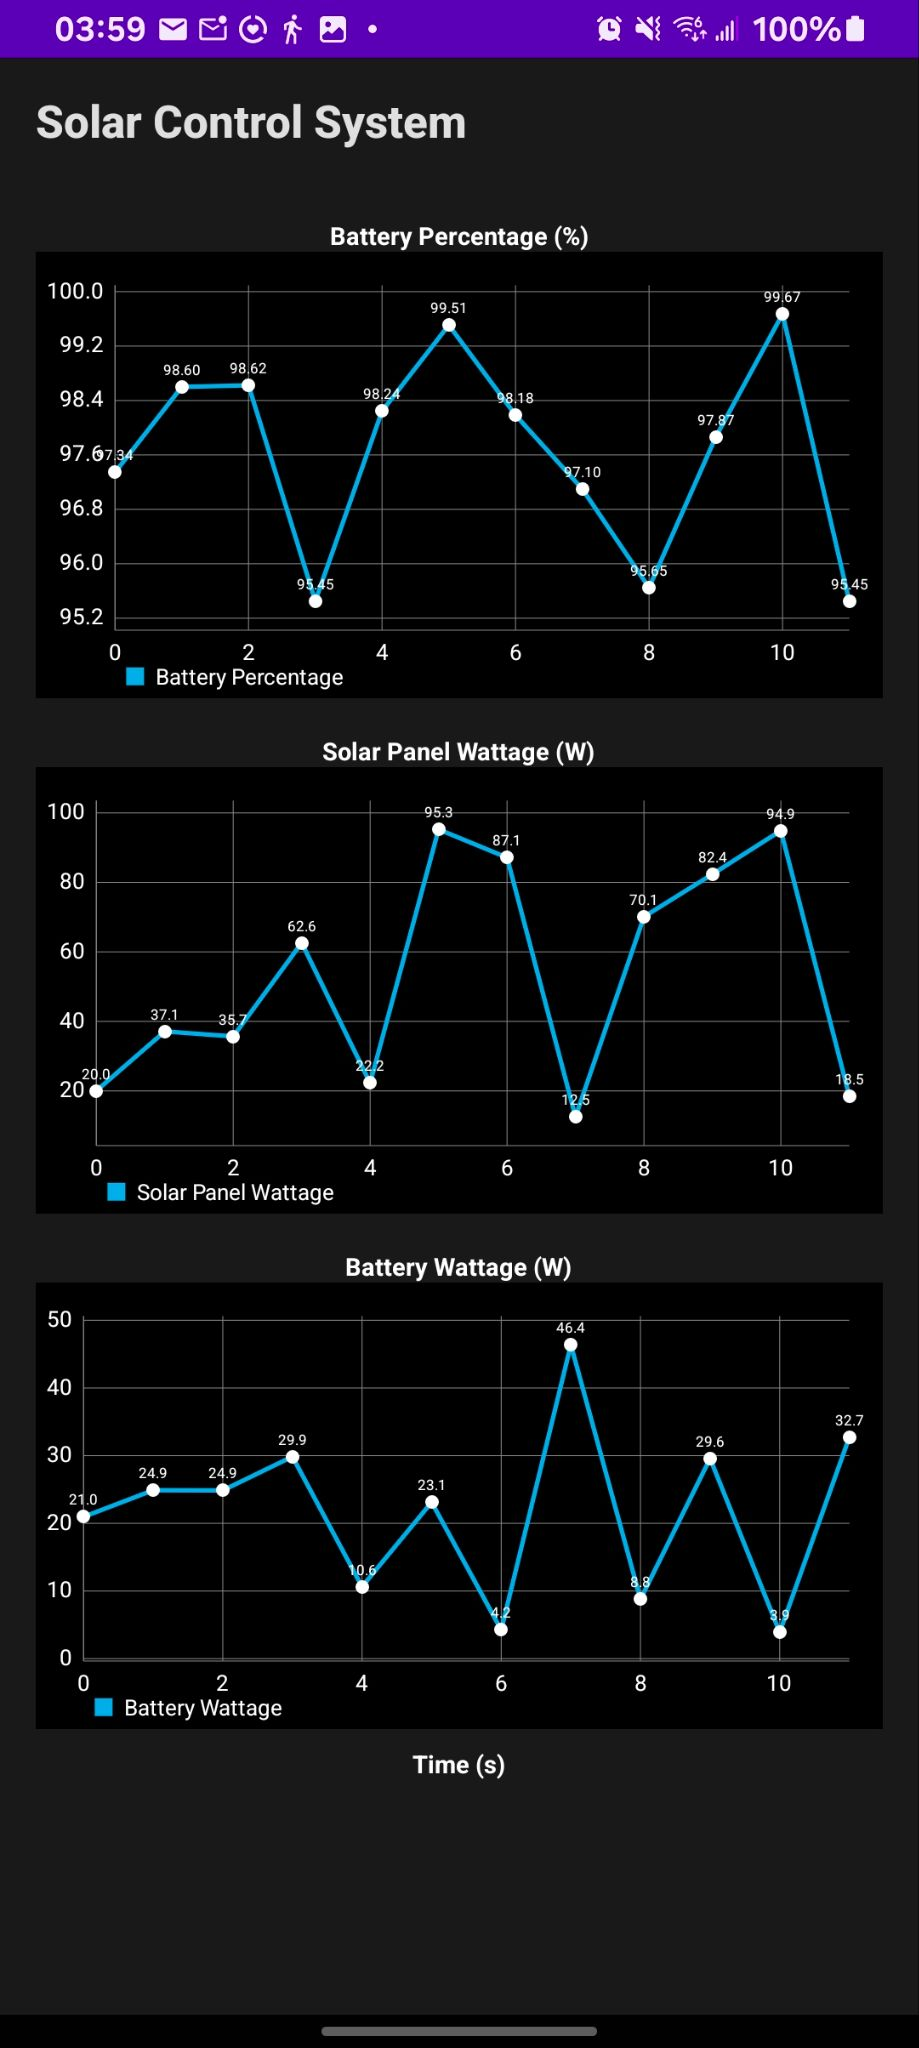 03:59 100%
Solar Control System
Battery Percentage (%)
100.0
99.2
98.4
97.6
96.8
96.0
95.2
97.34 98.60 98.62 95.45 98.24 99.51 98.18 97.10 95.65 97.87 99.67 95.45
0 2 4 6 8 10
Battery Percentage
Solar Panel Wattage (W)
100
80
60
40
20
20.0 37.1 35.7 62.6 22.2 95.3 87.1 12.5 70.1 82.4 94.9 18.5
0 2 4 6 8 10
Solar Panel Wattage
Battery Wattage (W)
50
40
30
20
10
0
21.0 24.9 24.9 29.9 10.6 23.1 4.2 46.4 8.8 29.6 3.9 32.7
0 2 4 6 8 10
Battery Wattage
Time (s)